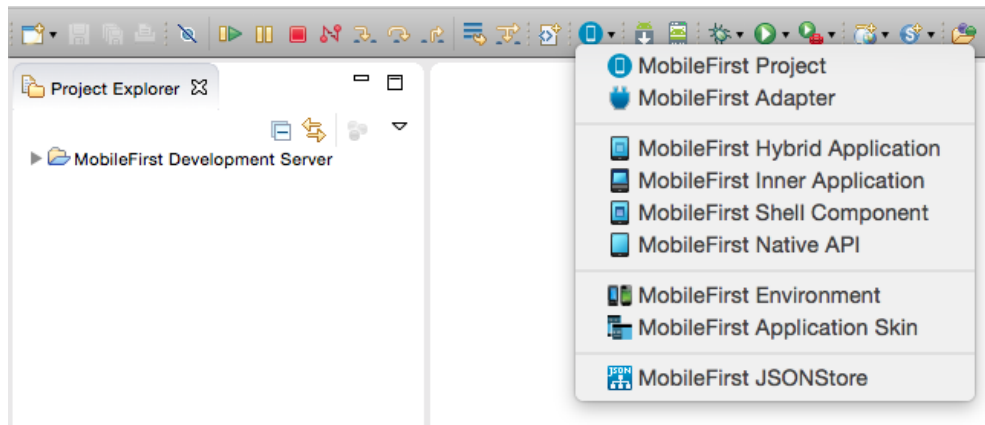 Project Explorer
MobileFirst Development Server
MobileFirst Project
MobileFirst Adapter
MobileFirst Hybrid Application
MobileFirst Inner Application
MobileFirst Shell Component
MobileFirst Native API
MobileFirst Environment
MobileFirst Application Skin
JSON
MobileFirst JSONStore